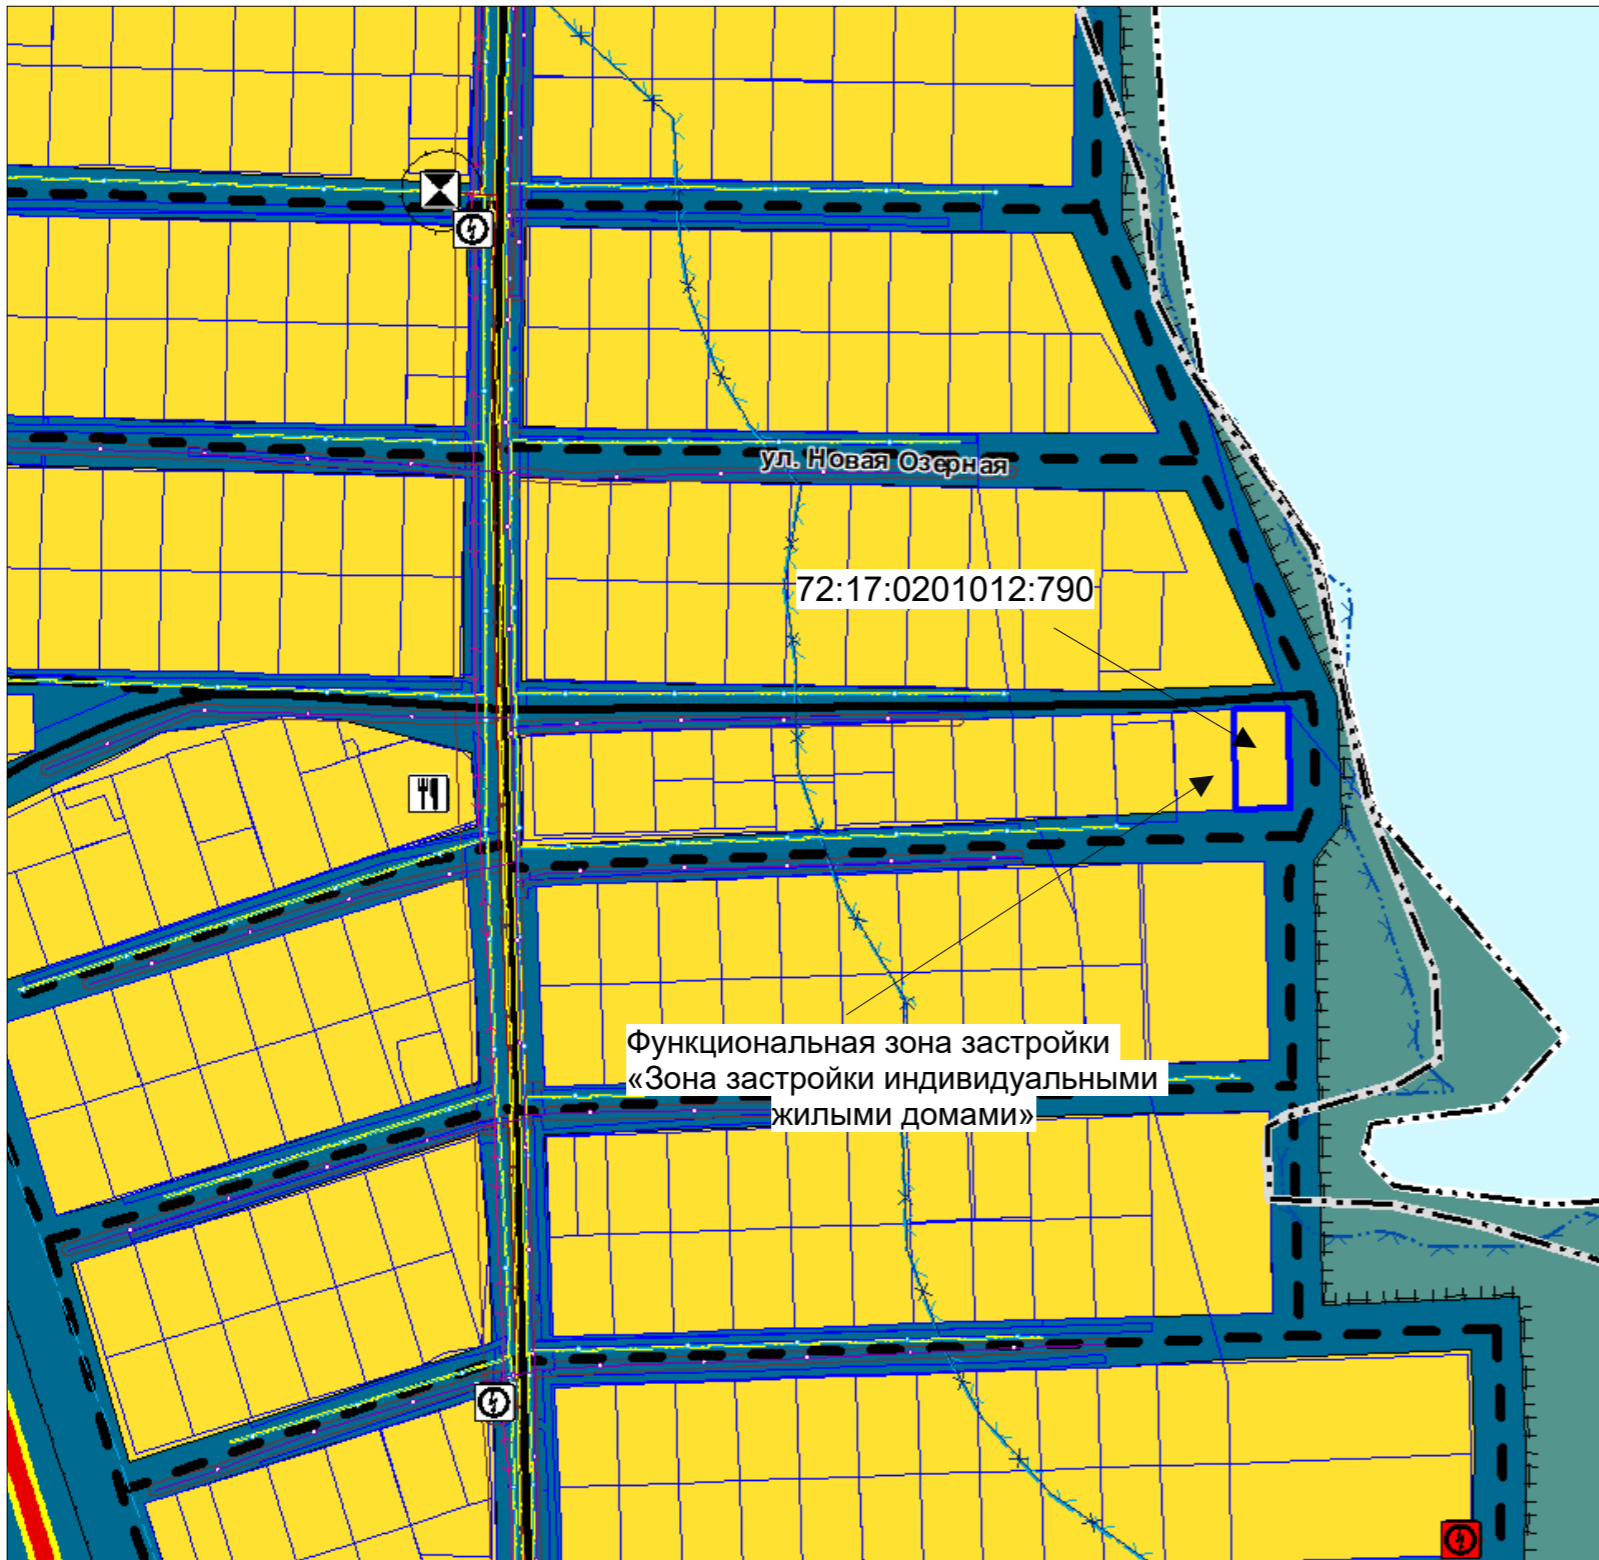 ул. Новая Озерная
72:17:0201012:790
Функциональная зона застройки
«Зона застройки индивидуальными
жилыми домами»